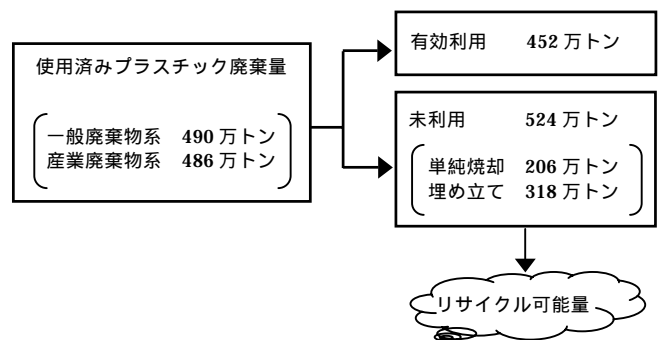 使用済みプラスチック廃棄量
一般廃棄物系 490 万トン
産業廃棄物系 486 万トン
有効利用 452 万トン
未利用 524 万トン
単純焼却 206 万トン
埋め立て 318 万トン
リサイクル可能量